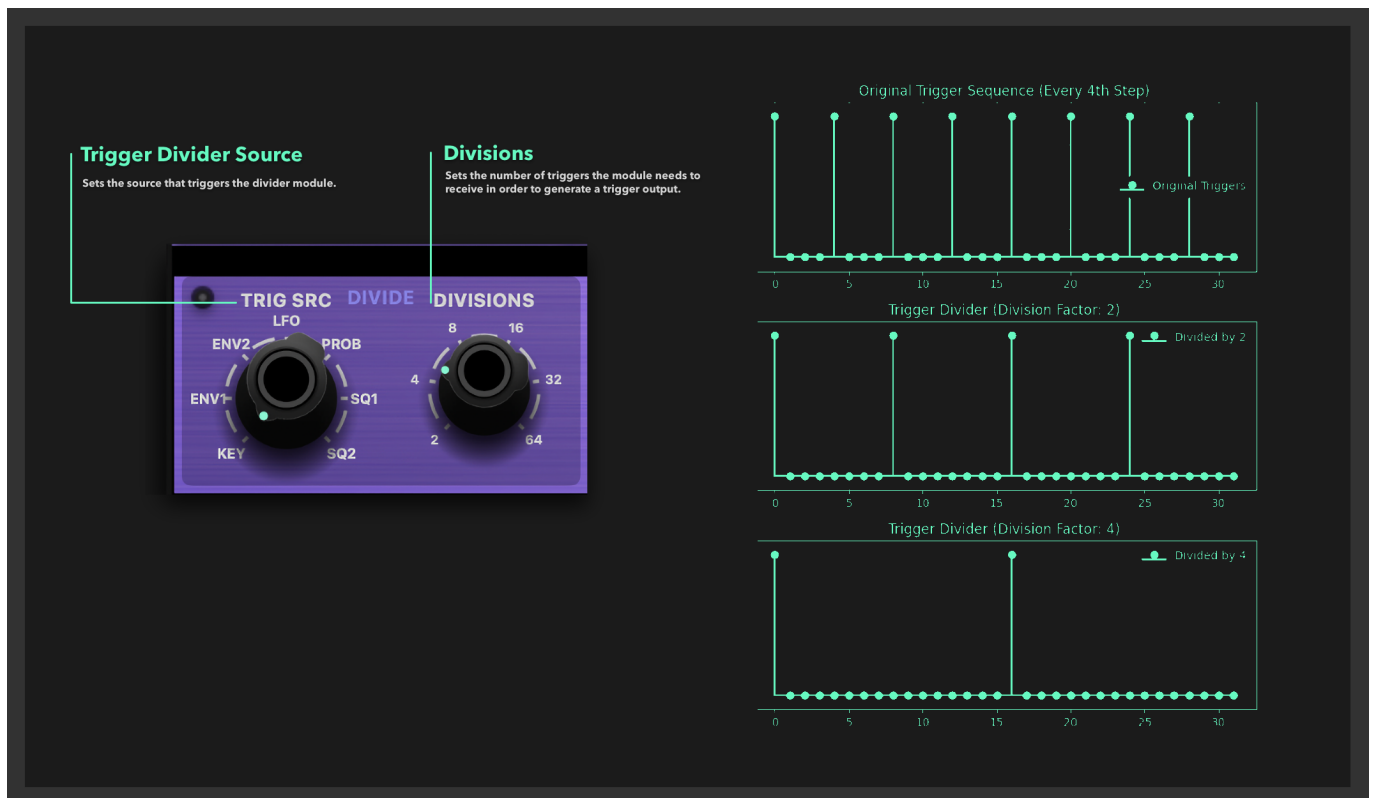 Trigger Divider Source
Sets the source that triggers the divider module.
Divisions
Sets the number of triggers the module needs to
receive in order to generate a trigger output.
TRIG SRC
DIVIDE
DIVISIONS
LFO
ENV2
PROB
ENV1
SQ1
KEY
SQ2
8
16
4
32
2
64
Original Trigger Sequence (Every 4th Step)
Original Triggers
0 5 10 15 20 25 30
Trigger Divider (Division Factor: 2)
Divided by 2
0 5 10 15 20 25 30
Trigger Divider (Division Factor: 4)
Divided by 4
0 5 10 15 20 25 30